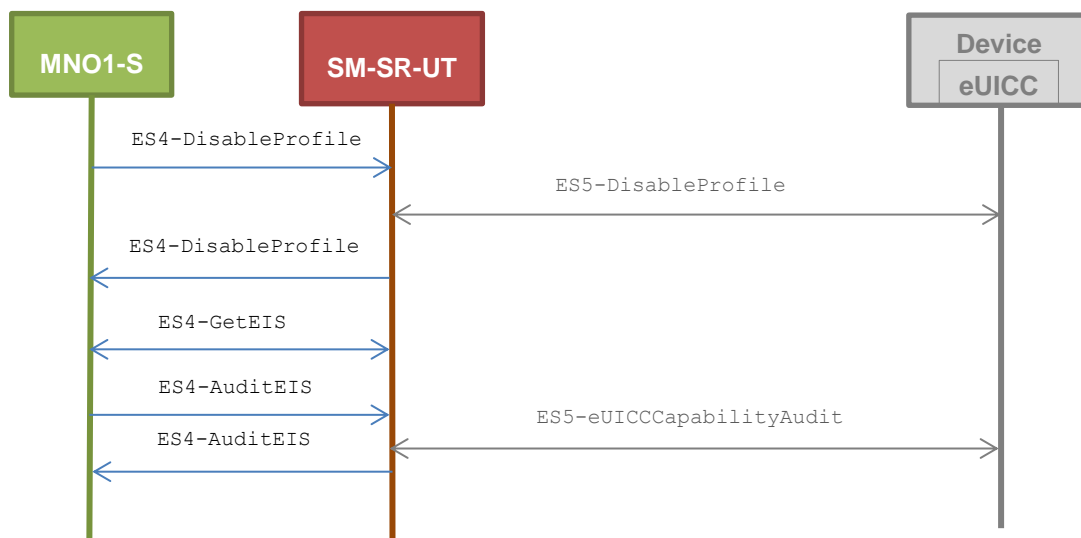 MNO1-S
SM-SR-UT
Device
eUICC
ES4-DisableProfile
ES5-DisableProfile
ES4-DisableProfile
ES4-GetEIS
ES4-AuditEIS
ES5-eUICCCapabilityAudit
ES4-AuditEIS